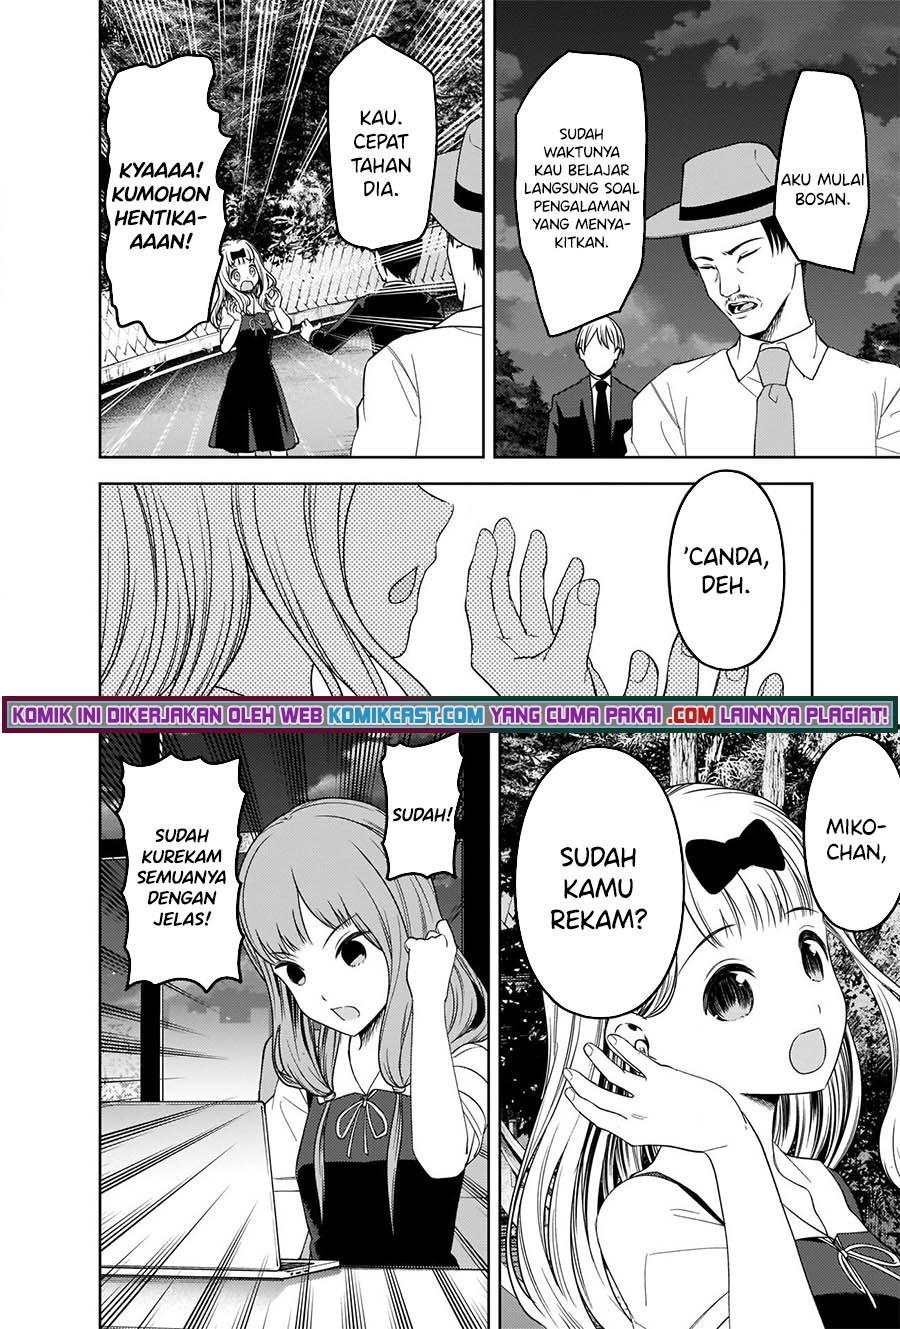 AKU MULAI
BOSAN.
SUDAH
WAKTUNYA
KAU BELAJAR
LANGSUNG SOAL
PENGALAMAN
YANG MENYA-
KITKAN.
KAU.
CEPAT
TAHAN
DIA.
KYAAAA!
KUMOHON
HENTIKA-
AAAN!
'CANDA,
DEH.
KOMIK INI DIKERJAKAN OLEH WEB KOMIKCAST.COM YANG CUMA PAKAI .COM LAINNYA PLAGIAT!
MIKO-
CHAN,
SUDAH
KAMU
REKAM?
SUDAH!
SUDAH
KUREKAM
SEMUANYA
DENGAN
JELAS!